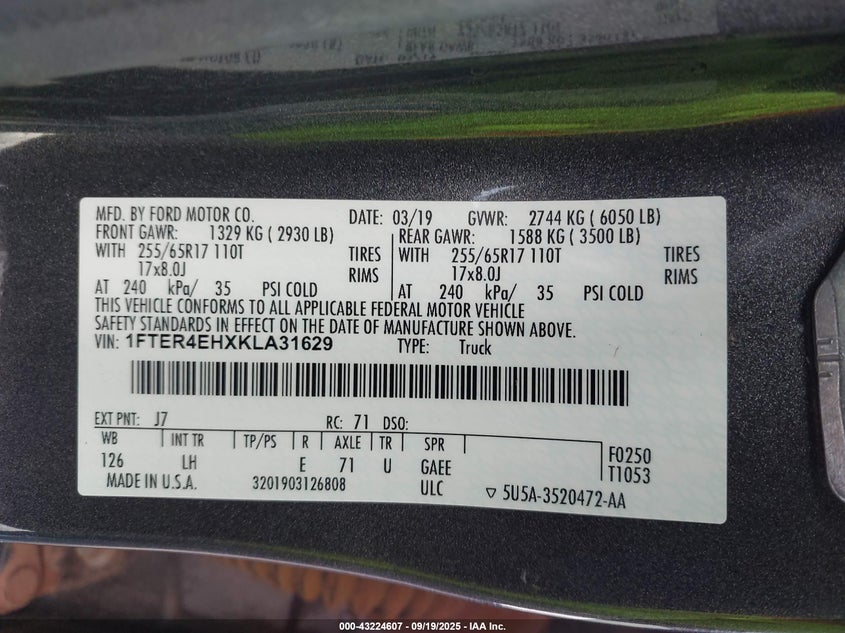 MFD. BY FORD MOTOR CO. DATE: 03/19 GVWR: 2744 KG ( 6050 LB)
FRONT GAWR: 1329 KG ( 2930 LB) REAR GAWR: 1588 KG ( 3500 LB)
WITH 255/65R17 110T TIRES WITH 255/65R17 110T TIRES
17x8.0J RIMS 17x8.0J RIMS
AT 240 kPa/ 35 PSI COLD AT 240 kPa/ 35 PSI COLD
THIS VEHICLE CONFORMS TO ALL APPLICABLE FEDERAL MOTOR VEHICLE
SAFETY STANDARDS IN EFFECT ON THE DATE OF MANUFACTURE SHOWN ABOVE.
VIN: 1FTER4EHXKLA31629 TYPE: Truck
EXT PNT: J7 RC: 71 DSO:
WB INT TR TP/PS R AXLE TR SPR F0250
126 LH E 71 U GAEE T1053
MADE IN U.S.A. 3201903126808 ULC ▽ 5U5A-3520472-AA
000-43224607 - 09/19/2025 - IAA Inc.